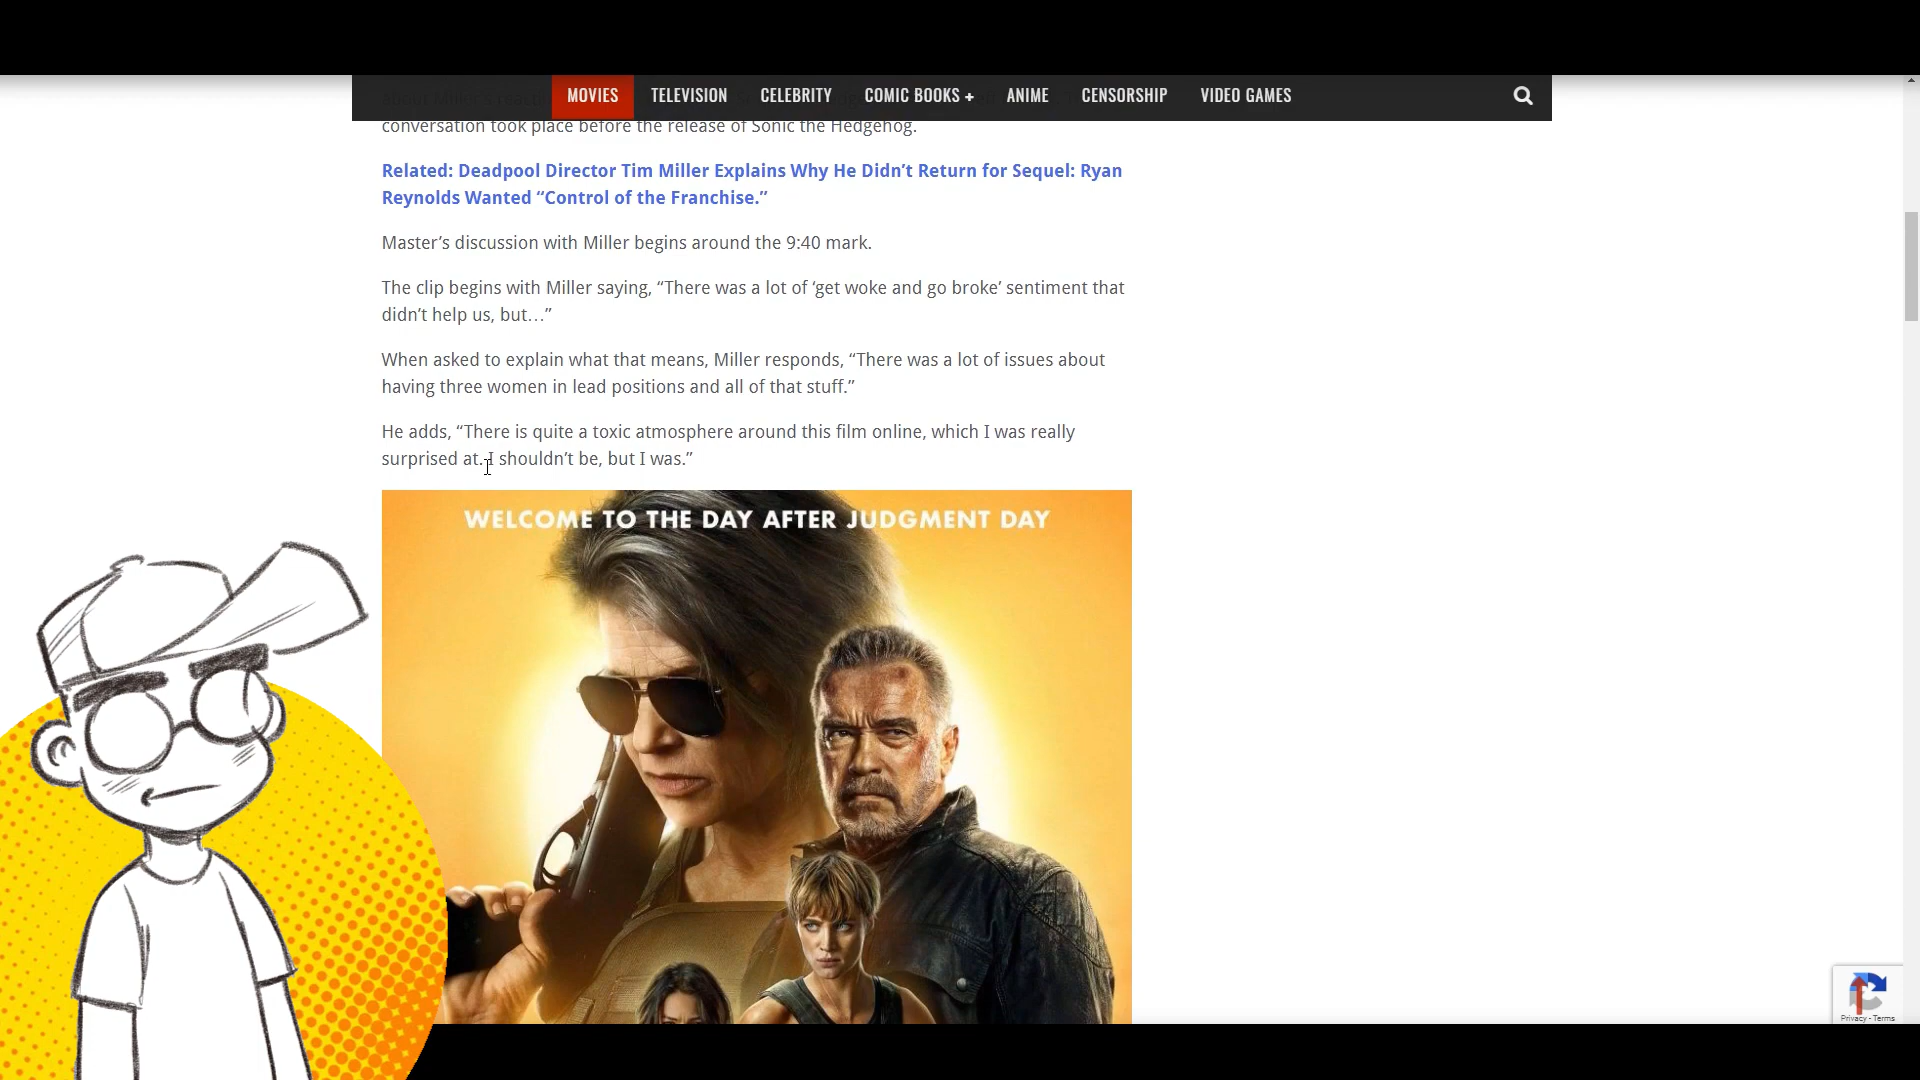 MOVIES TELEVISION CELEBRITY COMIC BOOKS + ANIME CENSORSHIP VIDEO GAMES
conversation took place before the release of Sonic the Hedgehog.
Related: Deadpool Director Tim Miller Explains Why He Didn’t Return for Sequel: Ryan
Reynolds Wanted “Control of the Franchise.”
Master’s discussion with Miller begins around the 9:40 mark.
The clip begins with Miller saying, “There was a lot of ‘get woke and go broke’ sentiment that
didn’t help us, but…”
When asked to explain what that means, Miller responds, “There was a lot of issues about
having three women in lead positions and all of that stuff.”
He adds, “There is quite a toxic atmosphere around this film online, which I was really
surprised at. I shouldn’t be, but I was.”
WELCOME TO THE DAY AFTER JUDGMENT DAY
Privacy - Terms